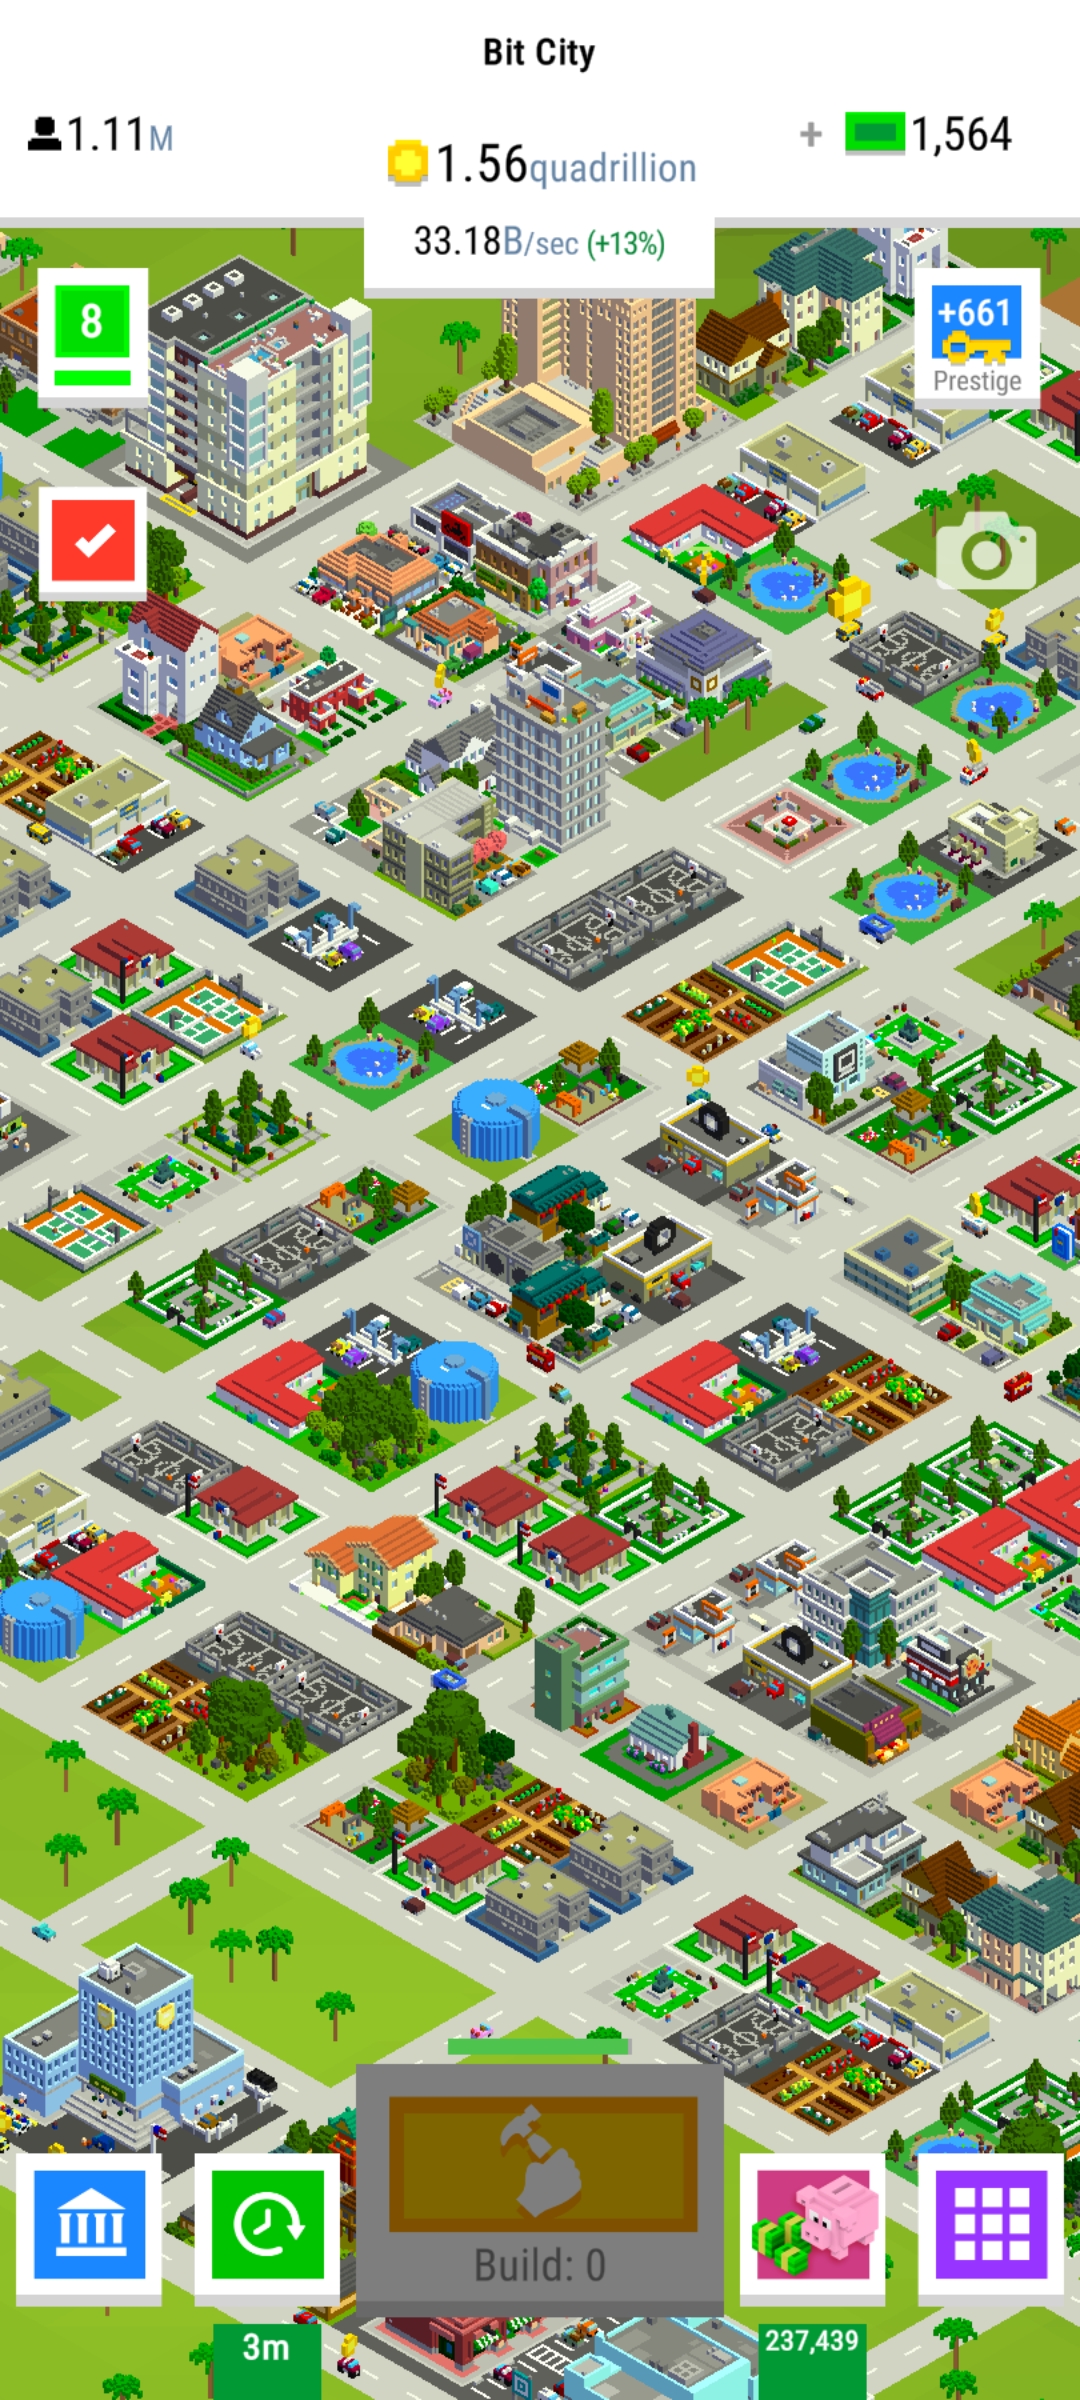 Bit City
1.11M
1.56quadrillion
+ 1,564
33.18B/sec (+13%)
8
+661
Prestige
Build: 0
3m
237,439